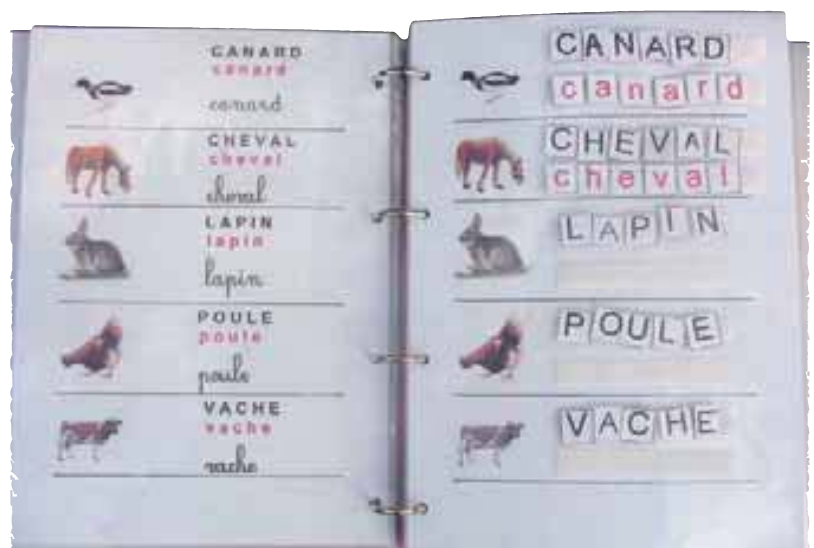 CANARD
canard
canard
CHEVAL
cheval
cheval
LAPIN
lapin
lapin
POULE
poule
poule
VACHE
vache
vache
CANARD
canard
CHEVAL
cheval
LAPIN
POULE
VACHE